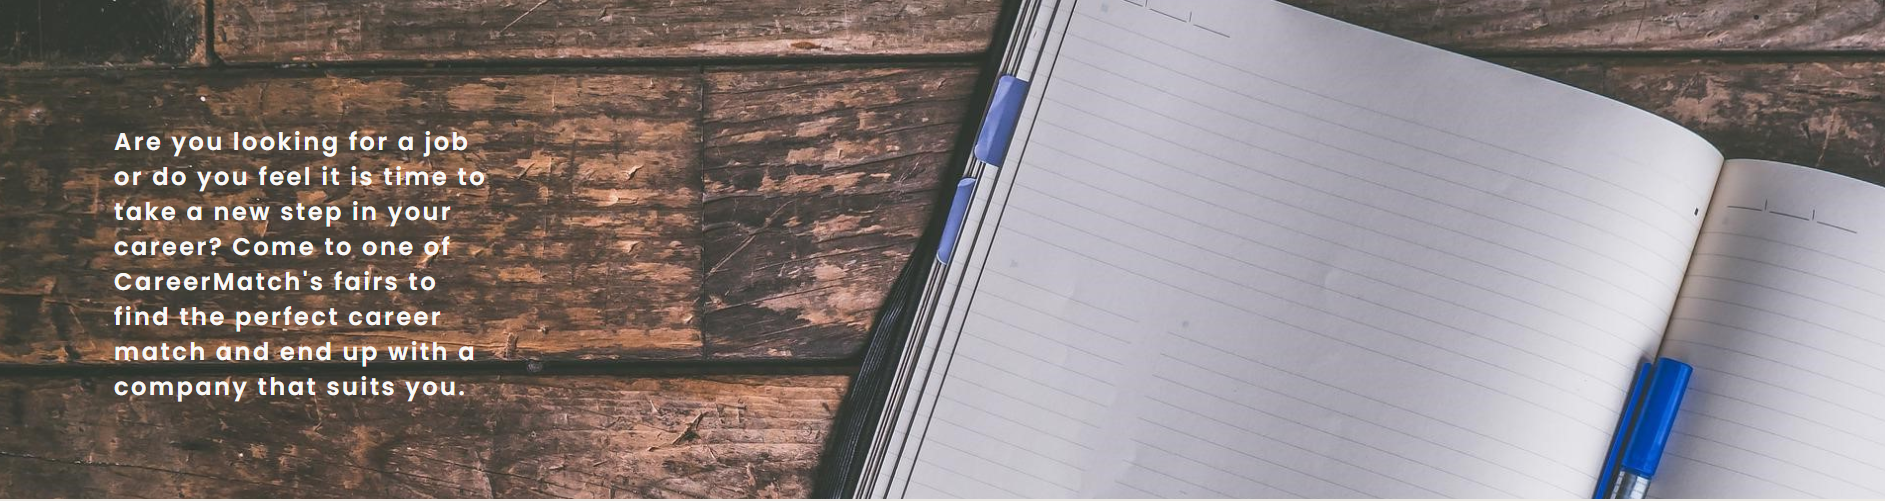 Are you looking for a job
or do you feel it is time to
take a new step in your
career? Come to one of
CareerMatch's fairs to
find the perfect career
match and end up with a
company that suits you.